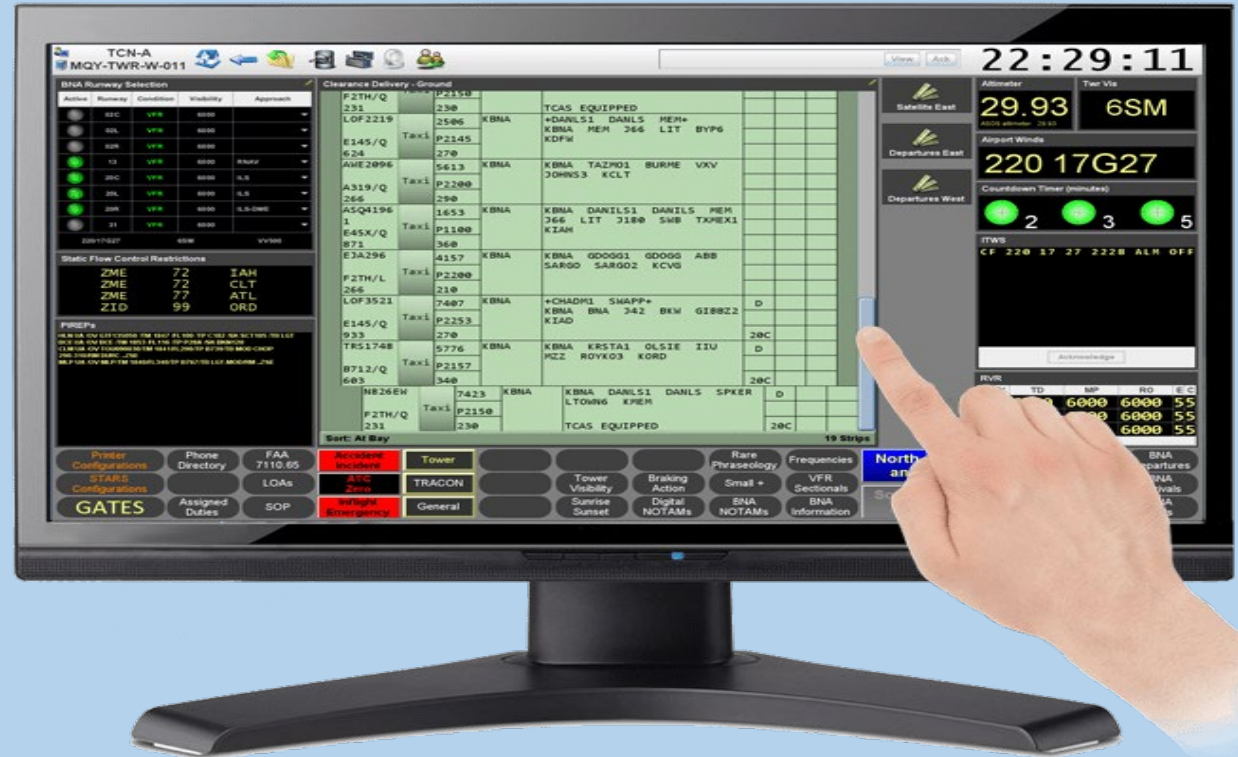 TCN-A
MQY-TWR-W-011
View Ask
22:29:11
BNA Runway Selection
Active Runway Condition Visibility Approach
02C VFR 6000
02L VFR 6000
02R VFR 6000
13 VFR 6000 RNAV
20C VFR 6000 ILS
20L VFR 6000 ILS
20R VFR 6000 ILS-DME
31 VFR 6000
220/17G27 6SM
Static Flow Control Restrictions
ZME 72 IAH
ZME 72 CLT
ZME 77 ATL
ZID 99 ORD
PIREPs
Clearance Delivery - Ground
F2TH/Q Taxi P2150
231 230 TCAS EQUIPPED
LOF2219 2506 KBNA +DANLS1 DANLS MEM+
KBNA MEM J66 LIT BYP6
E145/Q Taxi P2145 KDFW
624 270
AWE2096 5613 KBNA KBNA TAZMO1 BURME VXV
JOHNS3 KCLT
A319/Q Taxi P2200
266 290
ASQ4196 1653 KBNA KBNA DANILS1 DANILS MEM
1 J66 LIT J180 SWB TXMEX1
E45X/Q Taxi P1100 KIAH
871 360
EJA296 4157 KBNA KBNA GDOGG1 GDOGG ABB
SARGO SARGO2 KCVG
F2TH/L Taxi P2200
266 210
LOF3521 7407 KBNA +CHADM1 SWAPP+ D
KBNA BNA J42 BKW GIBBZ2
E145/Q Taxi P2253 KIAD
933 270 20C
TRS1748 5776 KBNA KBNA KRSTA1 OLSIE IIU D
MZZ ROYKO3 KORD
B712/Q Taxi P2157
603 340 20C
N826EW 7423 KBNA KBNA DANLS1 DANLS SPKER D
LTOWN6 KMEM
F2TH/Q Taxi P2150
231 230 TCAS EQUIPPED 20C
Sort: At Bay 19 Strips
Satellite East
Departures East
Departures West
Altimeter Twr Vis
29.93 6SM
Airport Winds
220 17G27
Countdown Timer (minutes)
2 3 5
ITWS
CF 220 17 27 2228 ALM OFF
Acknowledge
RVR
TD MP RO E C
6000 6000 55
6000 55
6000 55
Printer Configurations
Phone Directory
FAA 7110.65
Accident Incident
Tower
Rare Phraseology
Frequencies
North
STARS Configurations
LOAs
ATC Zero
TRACON
Tower Visibility
Braking Action
Small +
VFR Sectionals
GATES
Assigned Duties
SOP
Inflight Emergency
General
Sunrise Sunset
Digital NOTAMs
BNA NOTAMs
BNA Information
BNA